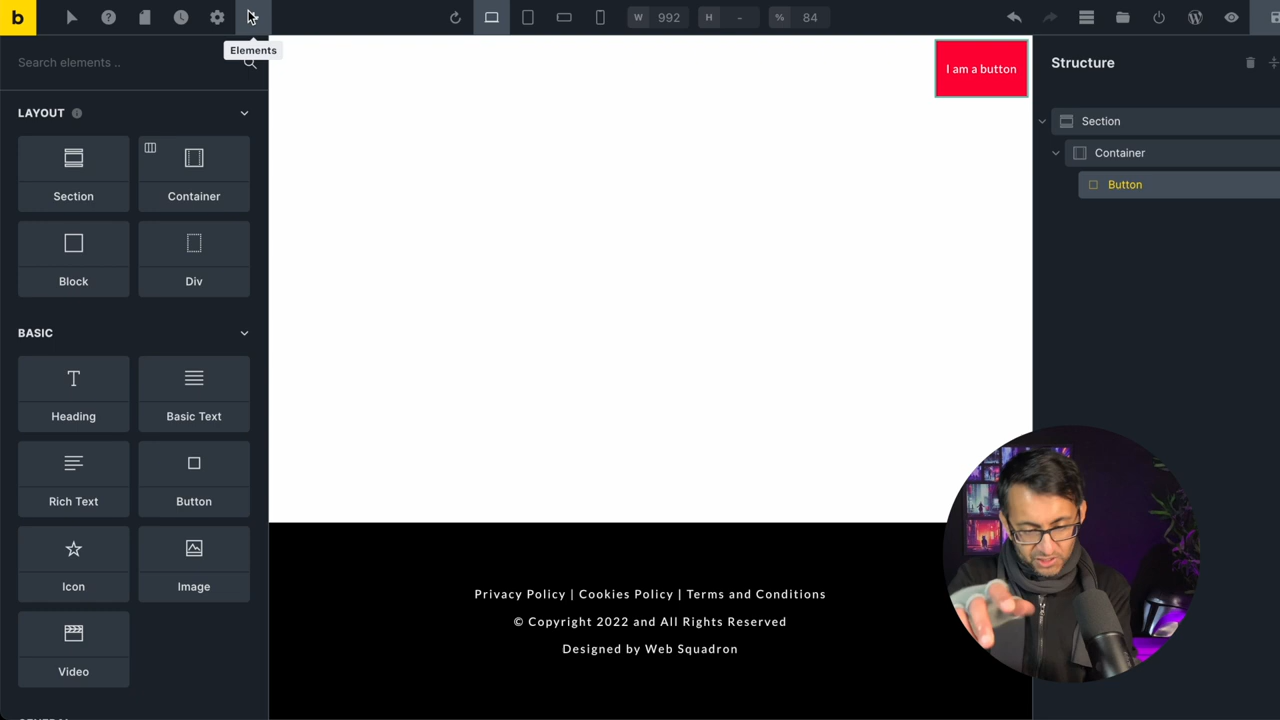 b
W 992 H - % 84
Elements
Search elements ..
LAYOUT
Section
Container
Block
Div
BASIC
Heading
Basic Text
Rich Text
Button
Icon
Image
Video
I am a button
Privacy Policy | Cookies Policy | Terms and Conditions
© Copyright 2022 and All Rights Reserved
Designed by Web Squadron
Structure
Section
Container
Button